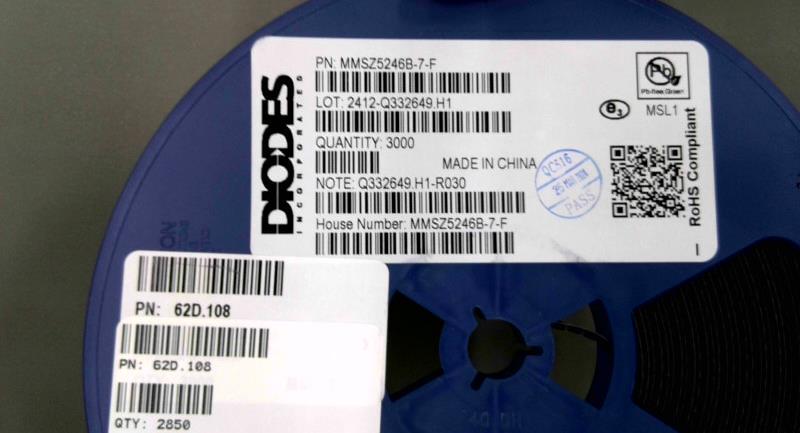 DIODES
INCORPORATED
PN: MMSZ5246B-7-F
LOT: 2412-Q332649.H1
QUANTITY: 3000
MADE IN CHINA
NOTE: Q332649.H1-R030
House Number: MMSZ5246B-7-F
Pb
Pb-free.Green
e3
MSL1
RoHS Compliant
QC516
PASS
PN: 62D.108
PN: 62D.108
QTY: 2850